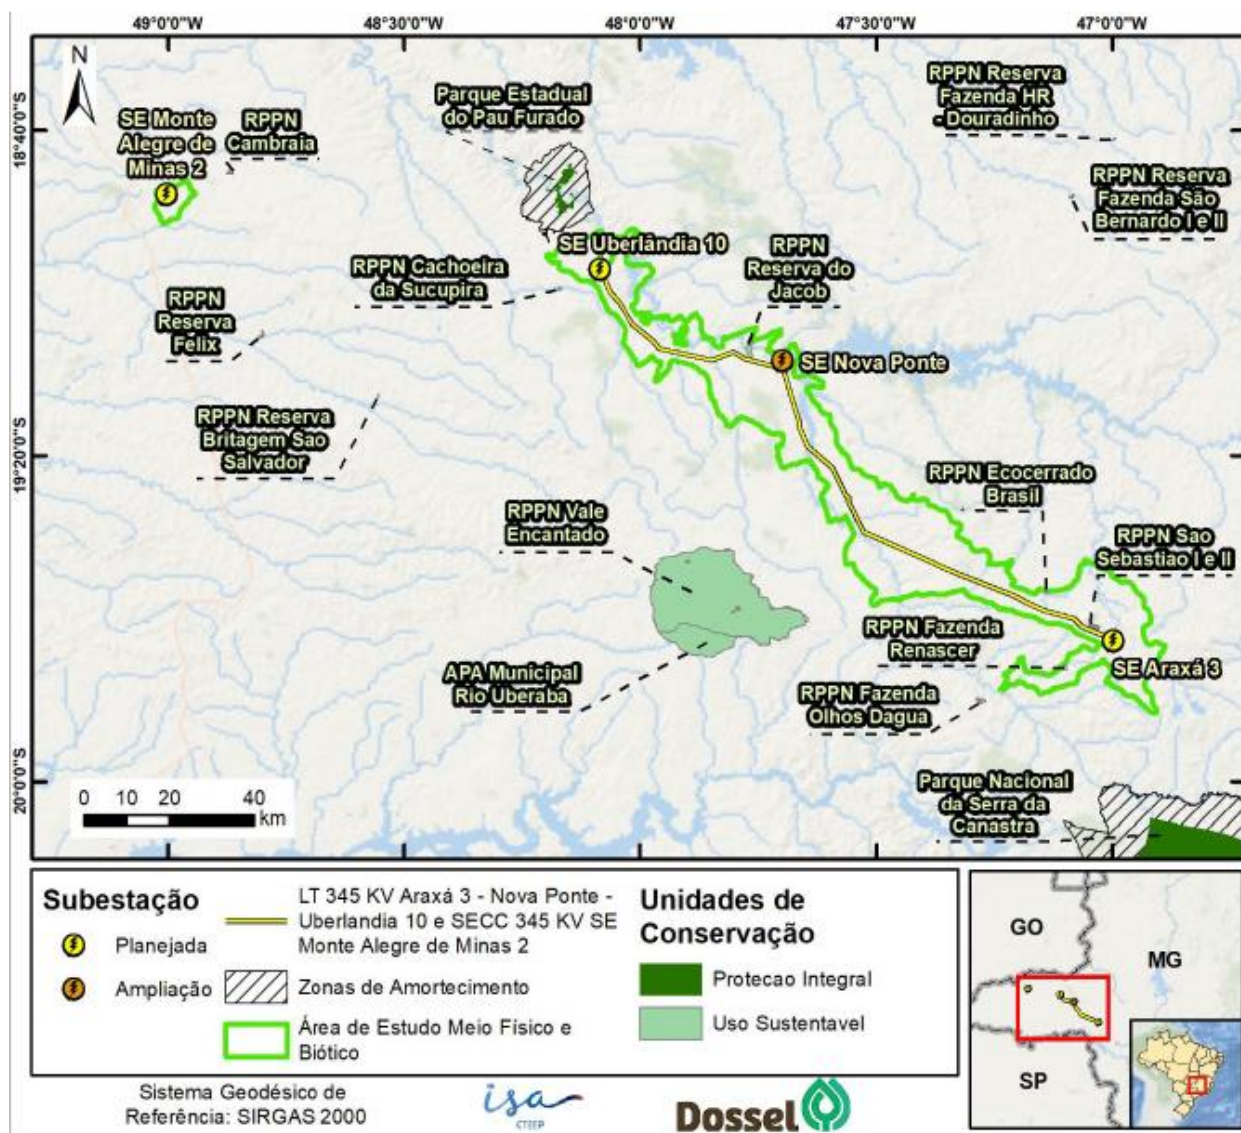 49°0'0"W
48°30'0"W
48°0'0"W
47°30'0"W
47°0'0"W
18°40'0"S
19°20'0"S
20°0'0"S
N
SE Monte
Alegre de
Minas 2
RPPN
Cambraia
Parque Estadual
do Pau Furado
RPPN Reserva
Fazenda HR
- Douradinho
RPPN Reserva
Fazenda São
Bernardo I e II
SE Uberlândia 10
RPPN
Reserva do
Jacob
RPPN Cachoeira
da Sucupira
RPPN
Reserva
Felix
SE Nova Ponte
RPPN Reserva
Britagem Sao
Salvador
RPPN Ecocerrado
Brasil
RPPN Vale
Encantado
RPPN Sao
Sebastiao I e II
RPPN Fazenda
Renascer
SE Araxá 3
APA Municipal
Rio Uberaba
RPPN Fazenda
Olhos Dagua
Parque Nacional
da Serra da
Canastra
0 10 20 40
km
Subestação
Planejada
Ampliação
LT 345 KV Araxá 3 - Nova Ponte -
Uberlandia 10 e SECC 345 KV SE
Monte Alegre de Minas 2
Zonas de Amortecimento
Área de Estudo Meio Físico e
Biótico
Unidades de
Conservação
Protecao Integral
Uso Sustentavel
GO
MG
SP
Sistema Geodésico de
Referência: SIRGAS 2000
isa
CTEEP
Dossel